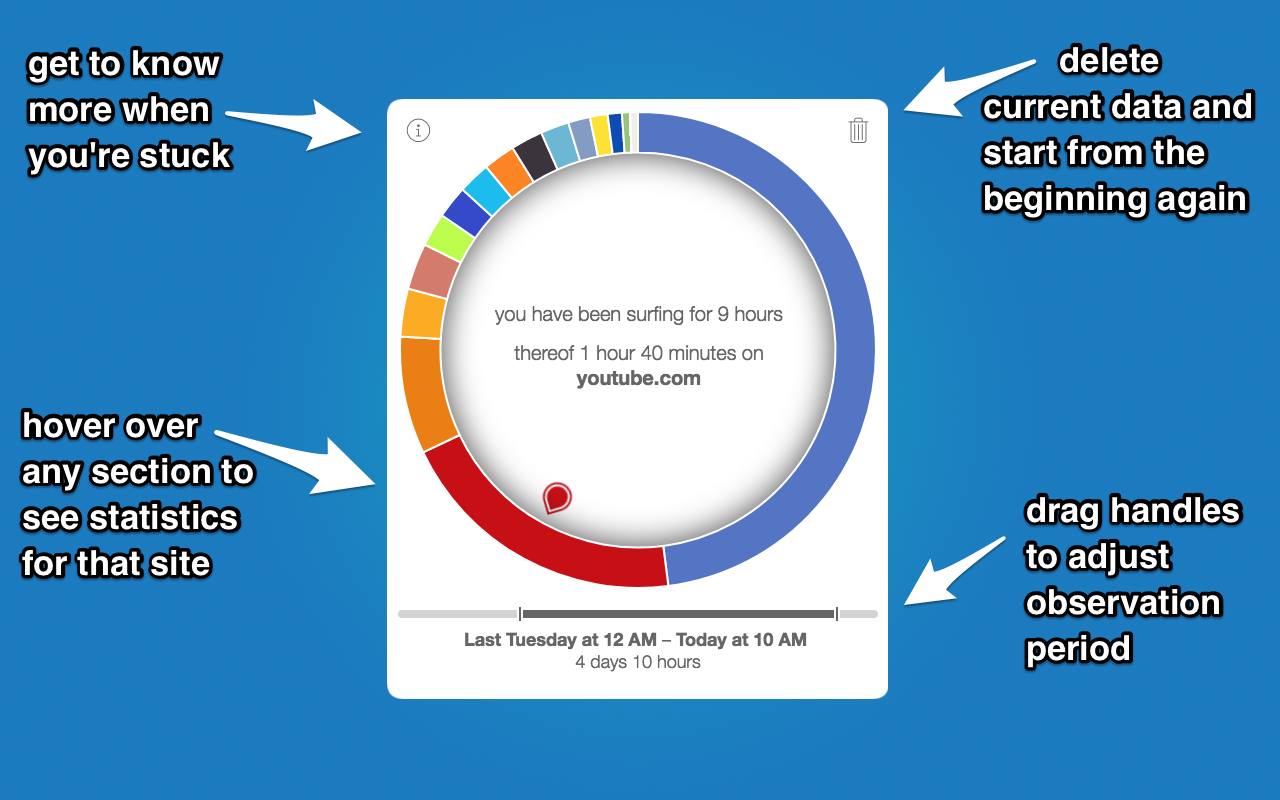 get to know
more when
you're stuck
delete
current data and
start from the
beginning again
you have been surfing for 9 hours
thereof 1 hour 40 minutes on
youtube.com
hover over
any section to
see statistics
for that site
drag handles
to adjust
observation
period
Last Tuesday at 12 AM – Today at 10 AM
4 days 10 hours